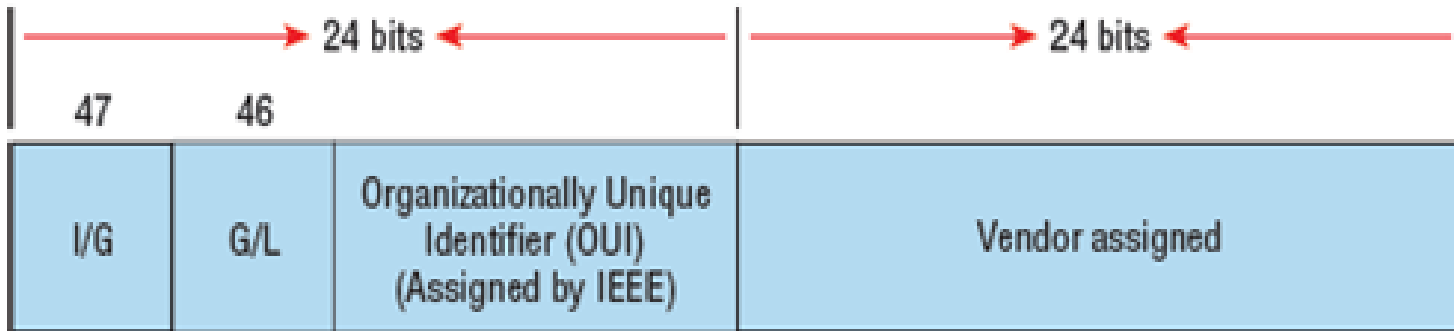 24 bits
24 bits
47
46
I/G
G/L
Organizationally Unique
Identifier (OUI)
(Assigned by IEEE)
Vendor assigned